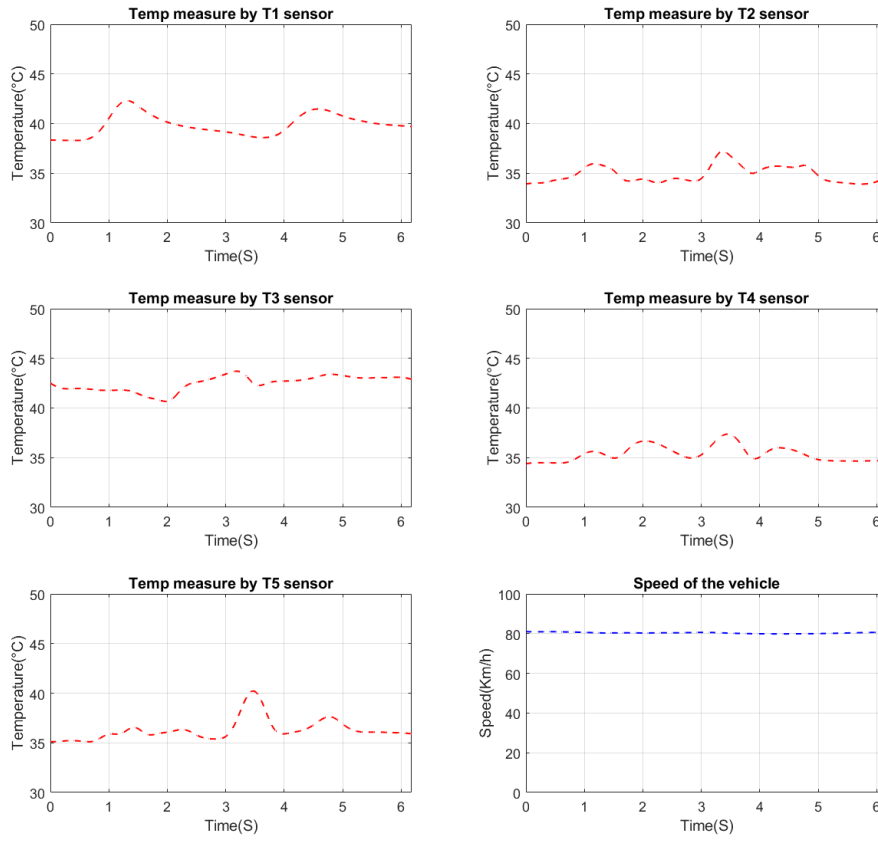 Temp measure by T1 sensor
50
45
40
35
30
Temperature(°C)
0 1 2 3 4 5 6
Time(S)
Temp measure by T2 sensor
50
45
40
35
30
Temperature(°C)
0 1 2 3 4 5 6
Time(S)
Temp measure by T3 sensor
50
45
40
35
30
Temperature(°C)
0 1 2 3 4 5 6
Time(S)
Temp measure by T4 sensor
50
45
40
35
30
Temperature(°C)
0 1 2 3 4 5 6
Time(S)
Temp measure by T5 sensor
50
45
40
35
30
Temperature(°C)
0 1 2 3 4 5 6
Time(S)
Speed of the vehicle
100
80
60
40
20
0
Speed(Km/h)
0 1 2 3 4 5 6
Time(S)